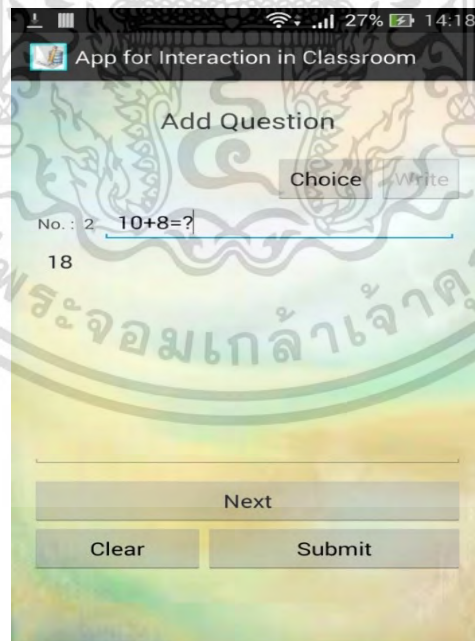 27% 14:18
App for Interaction in Classroom
Add Question
Choice Write
No. : 2 10+8=?
18
พระจอมเกล้าเจ้าคุ
Next
Clear Submit